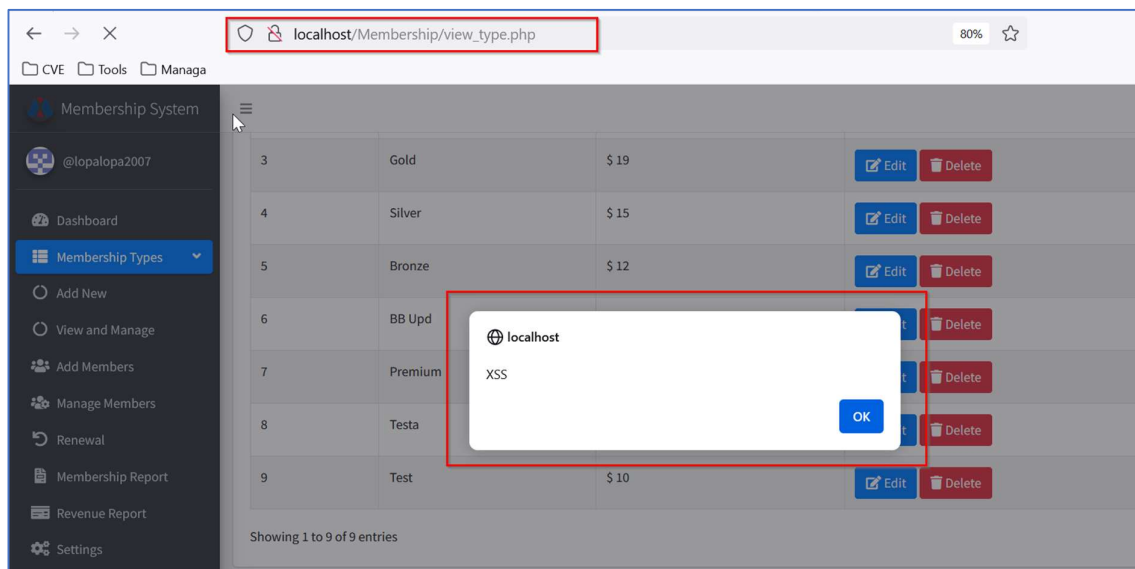 localhost/Membership/view_type.php
80%
CVE Tools Managa
Membership System
@lopalopa2007
3 Gold $ 19 Edit Delete
Dashboard
4 Silver $ 15 Edit Delete
Membership Types
5 Bronze $ 12 Edit Delete
Add New
6 BB Upd t Delete
View and Manage
localhost
Add Members
7 Premium XSS t Delete
Manage Members
OK
8 Testa t Delete
Renewal
Membership Report
9 Test $ 10 Edit Delete
Revenue Report
Showing 1 to 9 of 9 entries
Settings